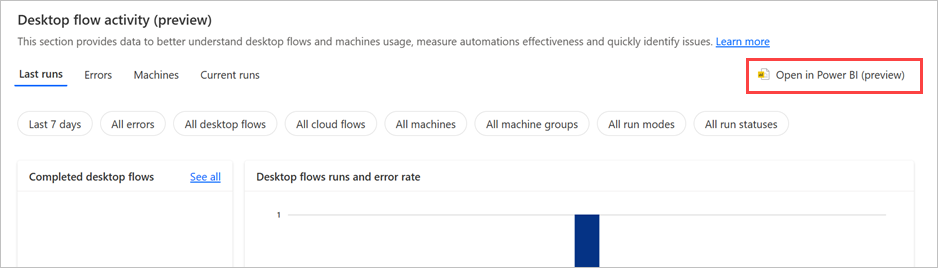 Desktop flow activity (preview)
This section provides data to better understand desktop flows and machines usage, measure automations effectiveness and quickly identify issues. Learn more
Last runs Errors Machines Current runs Open in Power BI (preview)
Last 7 days All errors All desktop flows All cloud flows All machines All machine groups All run modes All run statuses
Completed desktop flows See all Desktop flows runs and error rate
1